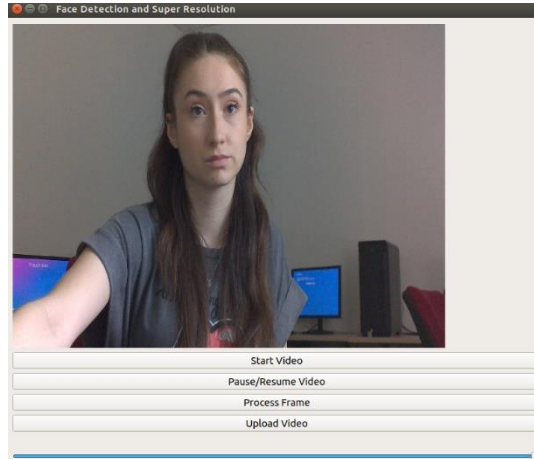 Face Detection and Super Resolution
Start Video
Pause/Resume Video
Process Frame
Upload Video